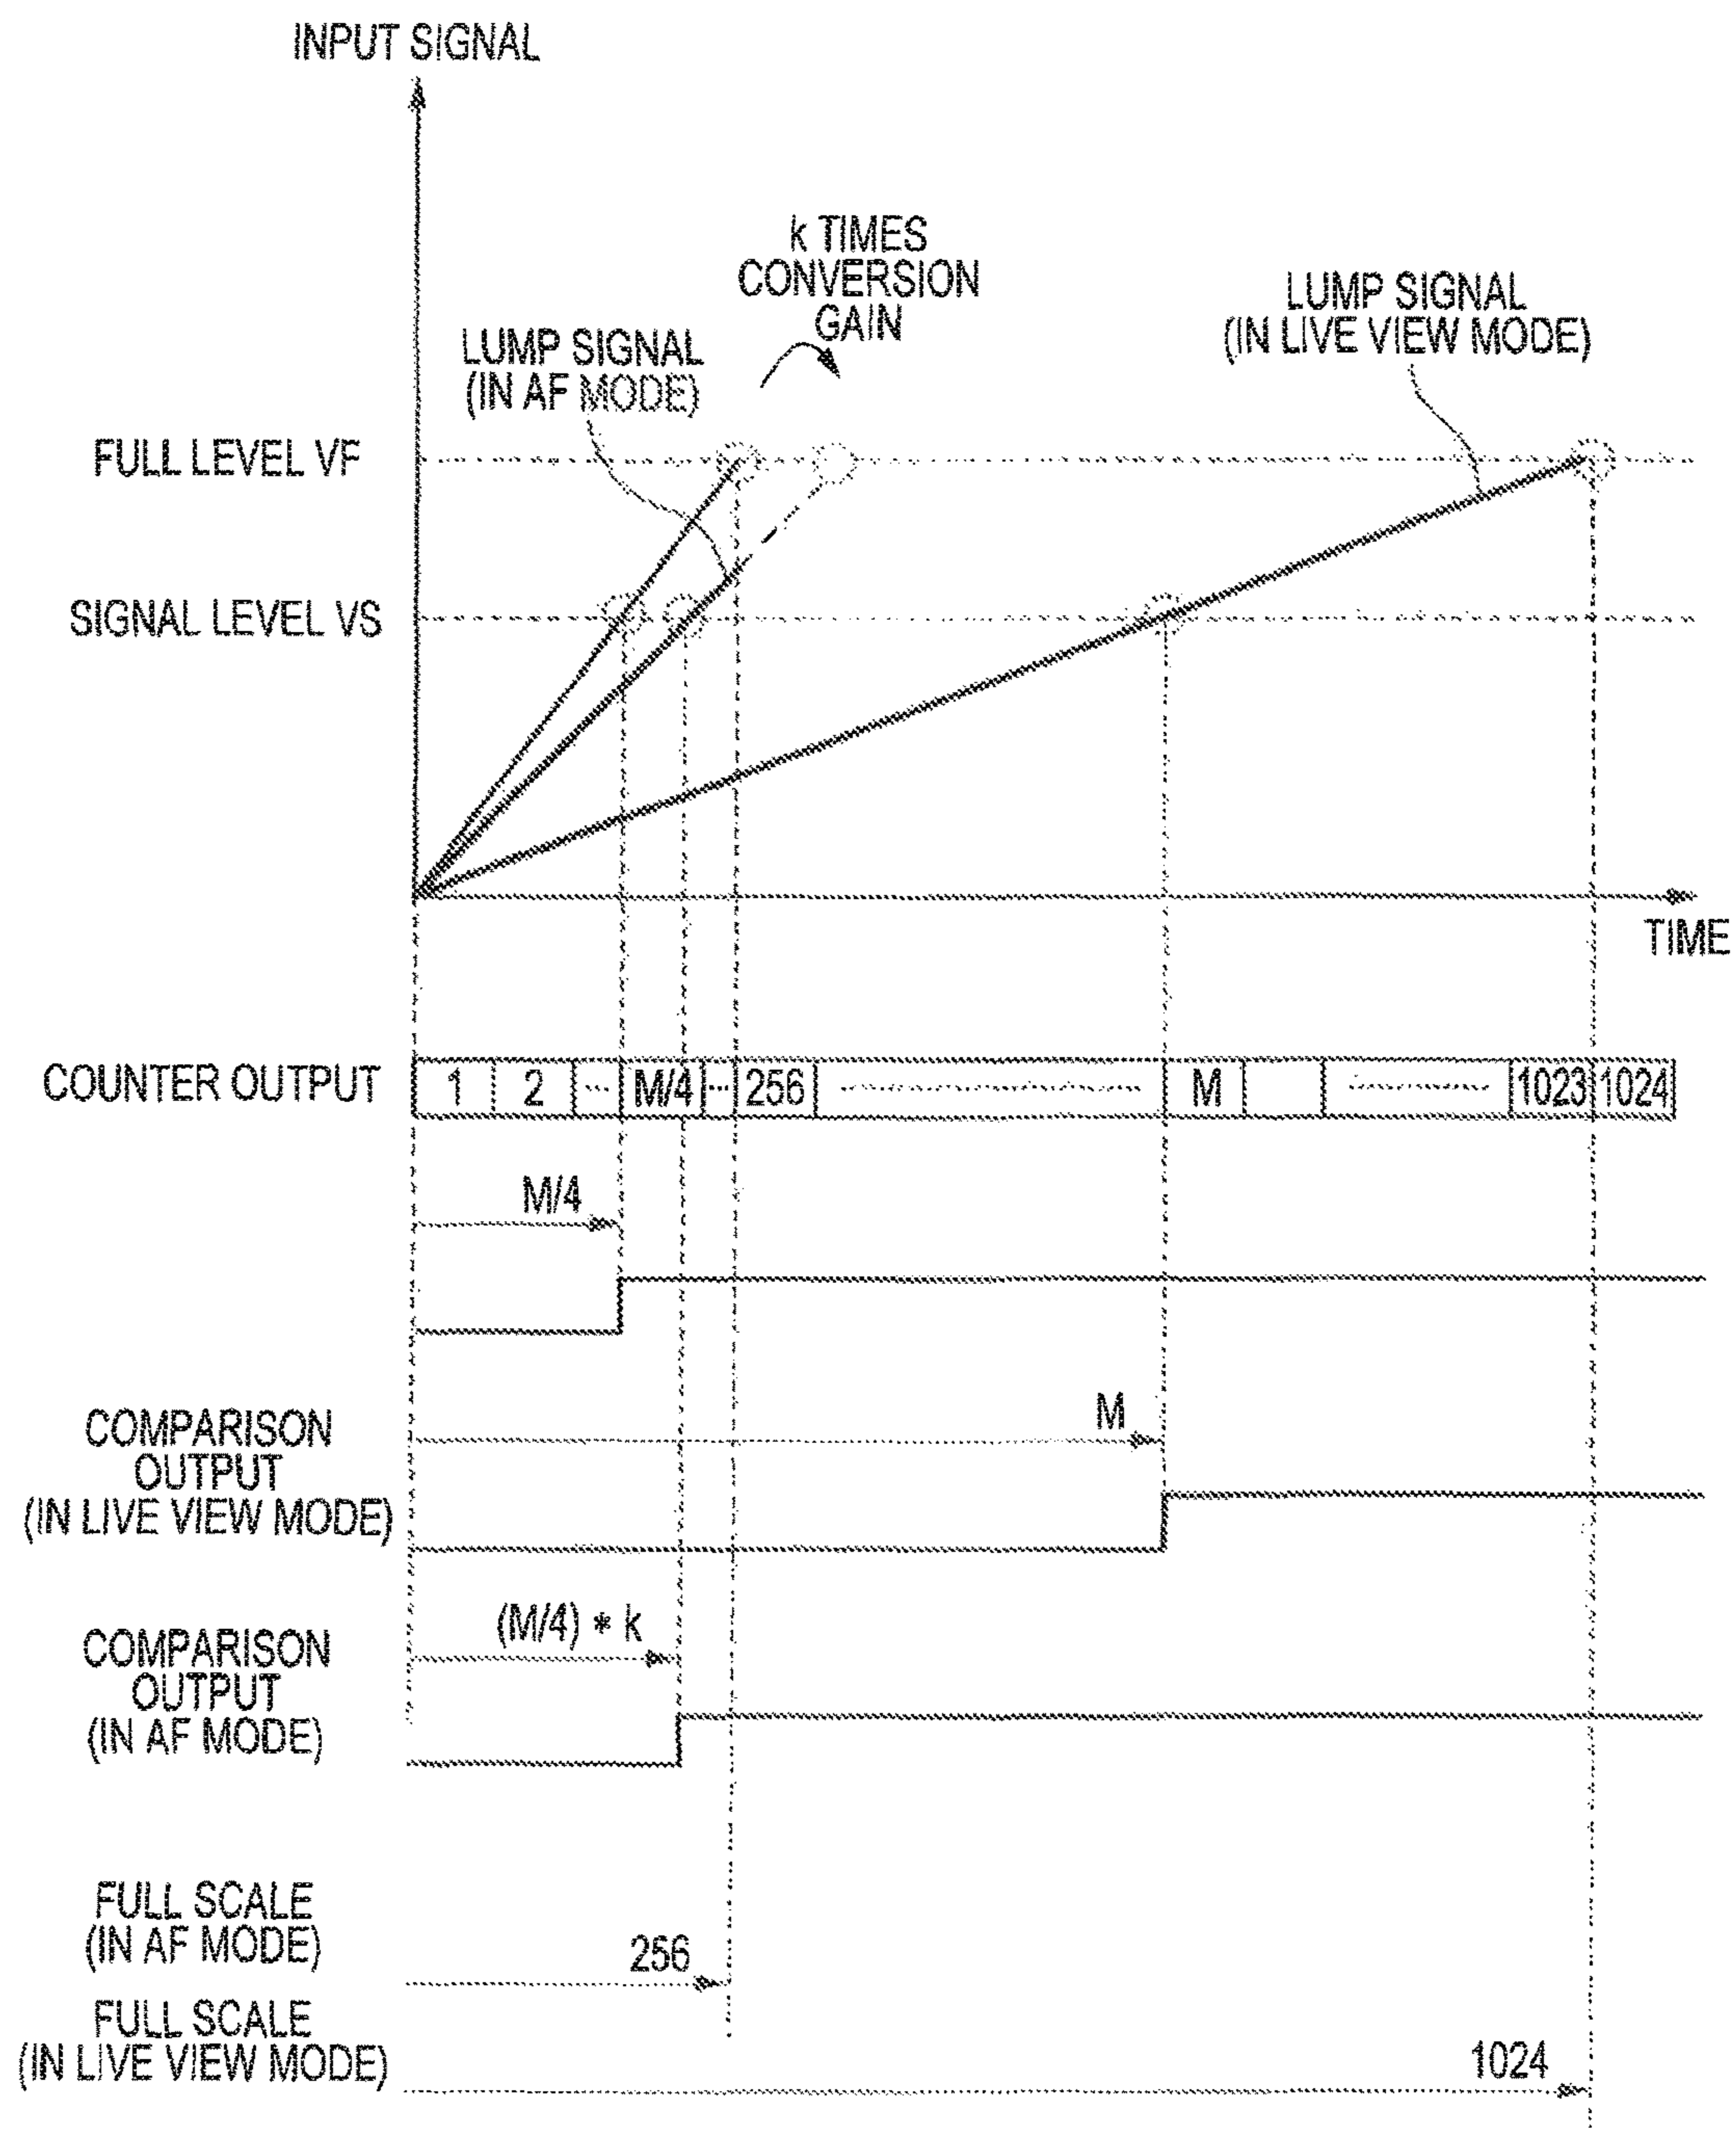 INPUT SIGNAL
k TIMES
CONVERSION
GAIN
LUMP SIGNAL
(IN AF MODE)
LUMP SIGNAL
(IN LIVE VIEW MODE)
FULL LEVEL VF
SIGNAL LEVEL VS
TIME
COUNTER OUTPUT
1 2 ... M/4 ... 256 M 1023 1024
M/4
COMPARISON
OUTPUT
(IN LIVE VIEW MODE)
M
COMPARISON
OUTPUT
(IN AF MODE)
(M/4) * k
FULL SCALE
(IN AF MODE)
256
FULL SCALE
(IN LIVE VIEW MODE)
1024